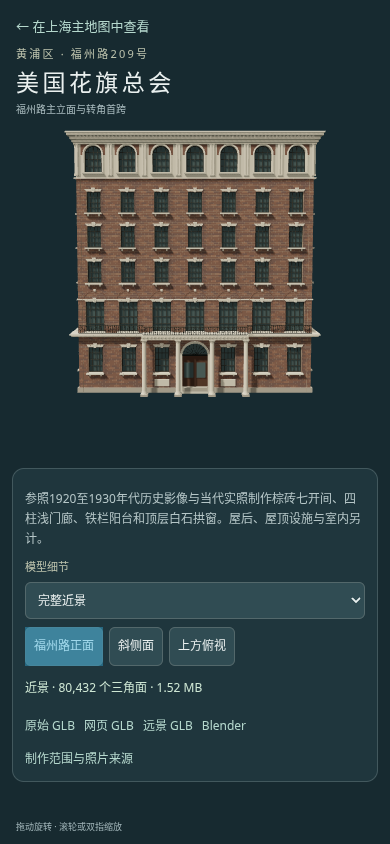 ← 在上海主地图中查看
黄浦区 · 福州路209号
美国花旗总会
福州路主立面与转角首跨
参照1920至1930年代历史影像与当代实照制作棕砖七开间、四
柱浅门廊、铁栏阳台和顶层白石拱窗。屋后、屋顶设施与室内另
计。
模型细节
完整近景
福州路正面 斜侧面 上方俯视
近景 · 80,432 个三角面 · 1.52 MB
原始 GLB 网页 GLB 远景 GLB Blender
制作范围与照片来源
拖动旋转 · 滚轮或双指缩放